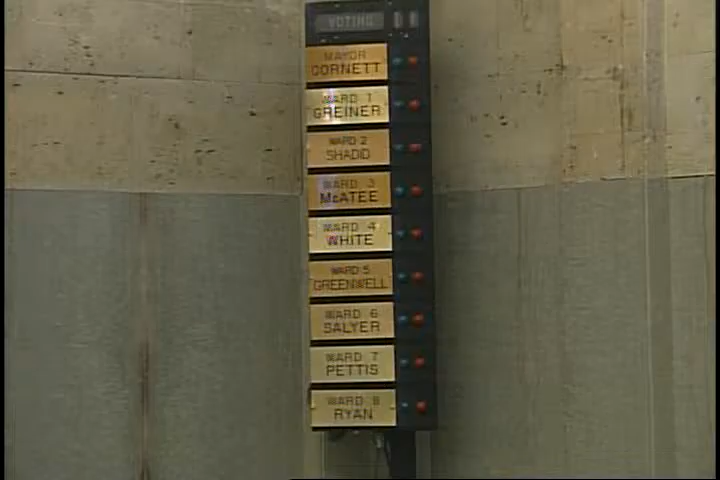 VOTING
MAYOR
CORNETT
WARD 1
GREINER
WARD 2
SHADID
WARD 3
McATEE
WARD 4
WHITE
WARD 5
GREENWELL
WARD 6
SALYER
WARD 7
PETTIS
WARD 8
RYAN